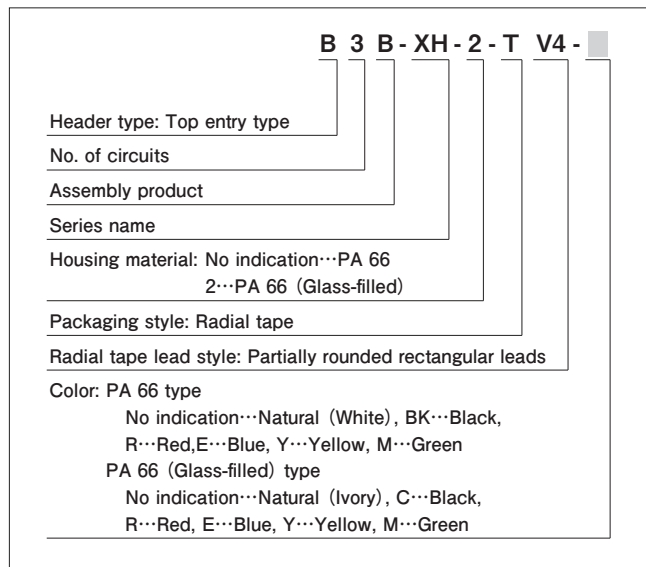 B 3 B - XH - 2 - T V4 -
Header type: Top entry type
No. of circuits
Assembly product
Series name
Housing material: No indication⋯PA 66
2⋯PA 66 (Glass-filled)
Packaging style: Radial tape
Radial tape lead style: Partially rounded rectangular leads
Color: PA 66 type
No indication⋯Natural (White), BK⋯Black,
R⋯Red,E⋯Blue, Y⋯Yellow, M⋯Green
PA 66 (Glass-filled) type
No indication⋯Natural (Ivory), C⋯Black,
R⋯Red, E⋯Blue, Y⋯Yellow, M⋯Green